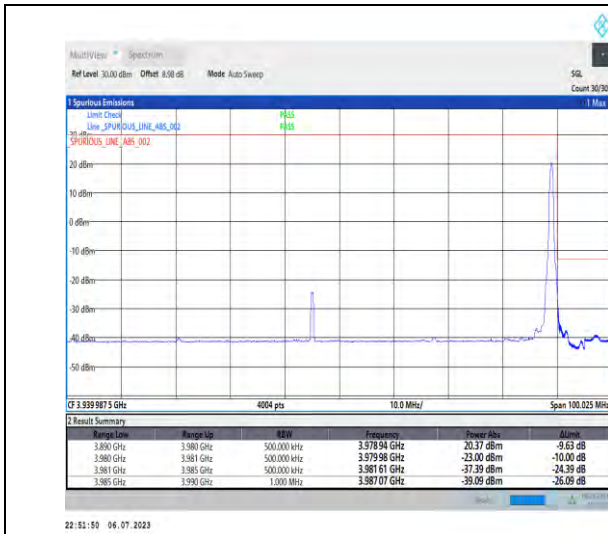 MultiView Spectrum
Ref Level 30.00 dBm Offset 8.98 dB Mode Auto Sweep SGL
Count 30/30
1 Spurious Emissions 1 Max
Limit Check PASS
Line _SPURIOUS_LINE_ABS_002 PASS
30 dBm
_SPURIOUS_LINE_ABS_002
20 dBm
10 dBm
0 dBm
-10 dBm
-20 dBm
-30 dBm
-40 dBm
-50 dBm
CF 3.939 987 5 GHz 4004 pts 10.0 MHz/ Span 100.025 MHz
2 Result Summary
Range Low Range Up RBW Frequency Power Abs ΔLimit
3.890 GHz 3.980 GHz 500.000 kHz 3.978 94 GHz 20.37 dBm -9.63 dB
3.980 GHz 3.981 GHz 500.000 kHz 3.979 98 GHz -23.00 dBm -10.00 dB
3.981 GHz 3.985 GHz 500.000 kHz 3.981 61 GHz -37.39 dBm -24.39 dB
3.985 GHz 3.990 GHz 1.000 MHz 3.987 07 GHz -39.09 dBm -26.09 dB
22:51:50 06.07.2023